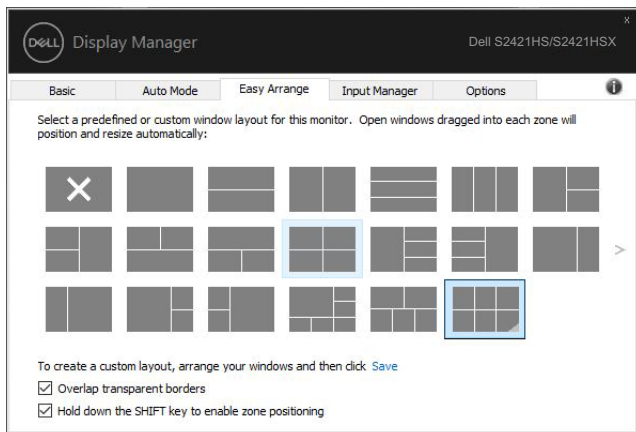 x
DELL Display Manager
Dell S2421HS/S2421HSX
Basic
Auto Mode
Easy Arrange
Input Manager
Options
Select a predefined or custom window layout for this monitor. Open windows dragged into each zone will
position and resize automatically:
To create a custom layout, arrange your windows and then click Save
Overlap transparent borders
Hold down the SHIFT key to enable zone positioning